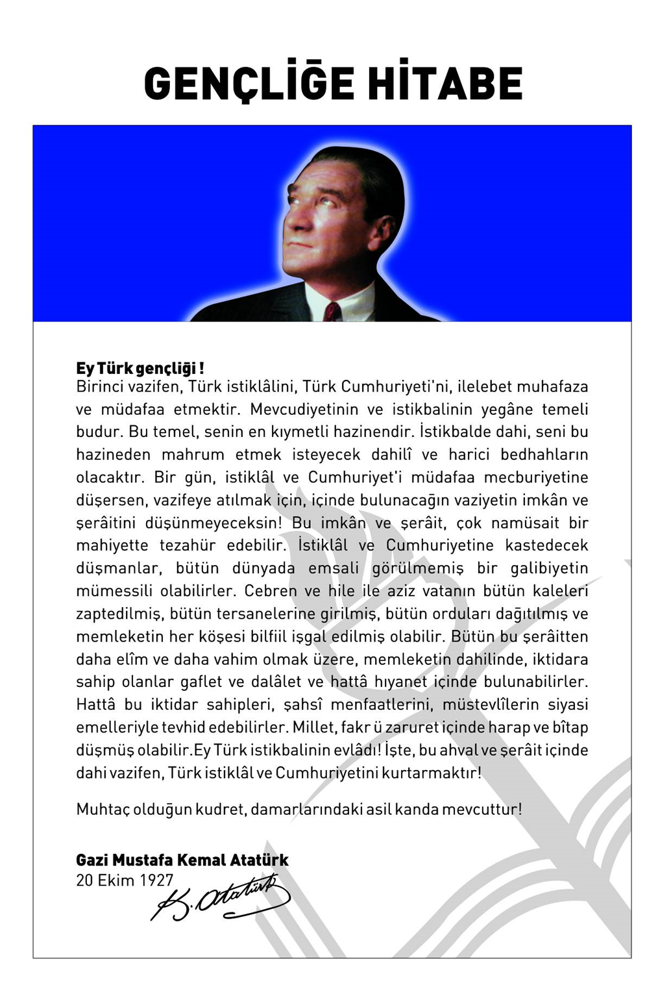 GENÇLİĞE HİTABE
Ey Türk gençliği !
Birinci vazifen, Türk istiklâlini, Türk Cumhuriyeti'ni, ilelebet muhafaza
ve müdafaa etmektir. Mevcudiyetinin ve istikbalinin yegâne temeli
budur. Bu temel, senin en kıymetli hazinendir. İstikbalde dahi, seni bu
hazineden mahrum etmek isteyecek dahilî ve harici bedhahların
olacaktır. Bir gün, istiklâl ve Cumhuriyet'i müdafaa mecburiyetine
düşersen, vazifeye atılmak için, içinde bulunacağın vaziyetin imkân ve
şerâitini düşünmeyeceksin! Bu imkân ve şerâit, çok namüsait bir
mahiyette tezahür edebilir. İstiklâl ve Cumhuriyetine kastedecek
düşmanlar, bütün dünyada emsali görülmemiş bir galibiyetin
mümessili olabilirler. Cebren ve hile ile aziz vatanın bütün kaleleri
zaptedilmiş, bütün tersanelerine girilmiş, bütün orduları dağıtılmış ve
memleketin her köşesi bilfiil işgal edilmiş olabilir. Bütün bu şerâitten
daha elîm ve daha vahim olmak üzere, memleketin dahilinde, iktidara
sahip olanlar gaflet ve dalâlet ve hattâ hıyanet içinde bulunabilirler.
Hattâ bu iktidar sahipleri, şahsî menfaatlerini, müstevlîlerin siyasi
emelleriyle tevhid edebilirler. Millet, fakr ü zaruret içinde harap ve bîtap
düşmüş olabilir.Ey Türk istikbalinin evlâdı! İşte, bu ahval ve şerâit içinde
dahi vazifen, Türk istiklâl ve Cumhuriyetini kurtarmaktır!
Muhtaç olduğun kudret, damarlarındaki asil kanda mevcuttur!
Gazi Mustafa Kemal Atatürk
20 Ekim 1927
K. Atatürk